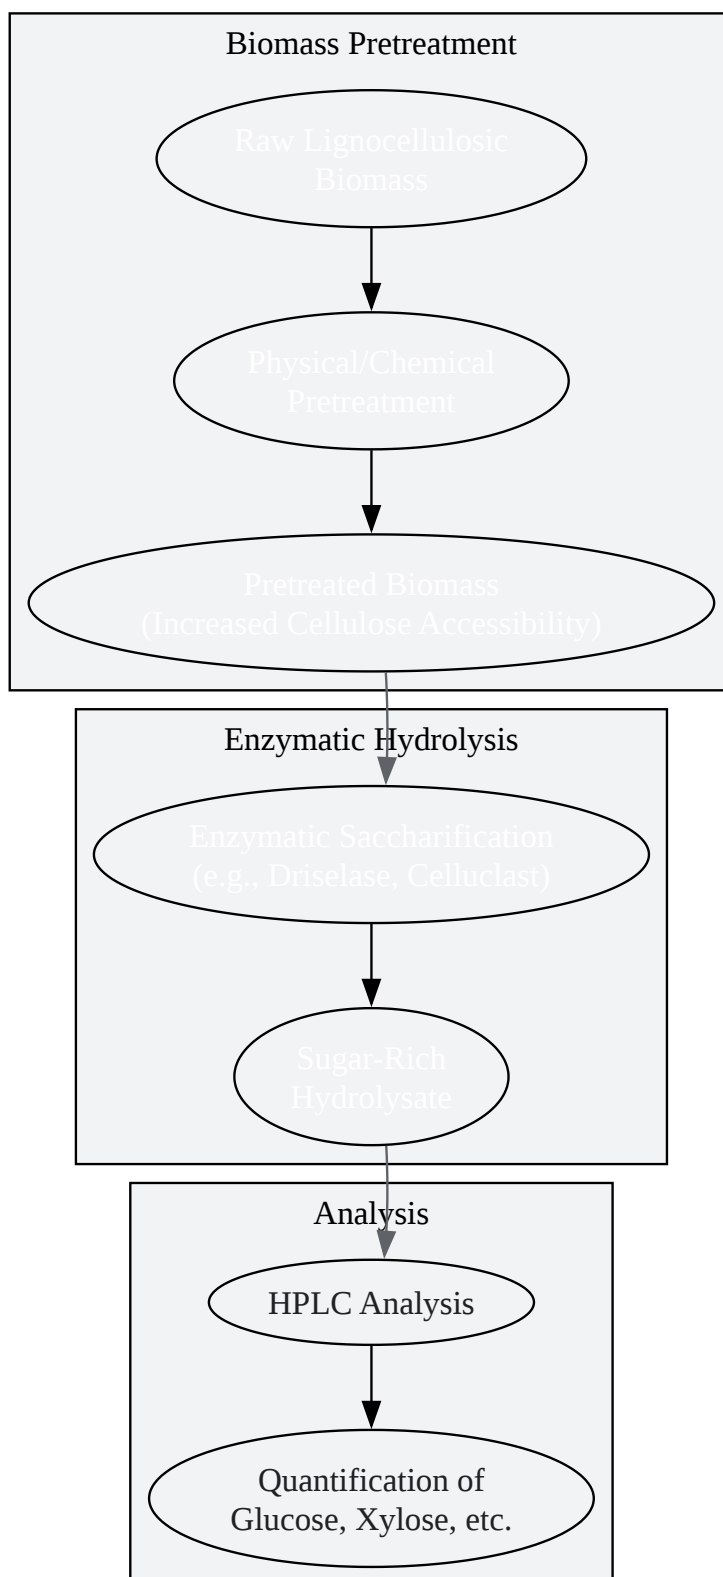 Biomass Pretreatment
Raw Lignocellulosic
Biomass
Physical/Chemical
Pretreatment
Pretreated Biomass
(Increased Cellulose Accessibility)
Enzymatic Hydrolysis
Enzymatic Saccharification
(e.g., Driselase, Celluclast)
Sugar-Rich
Hydrolysate
Analysis
HPLC Analysis
Quantification of
Glucose, Xylose, etc.